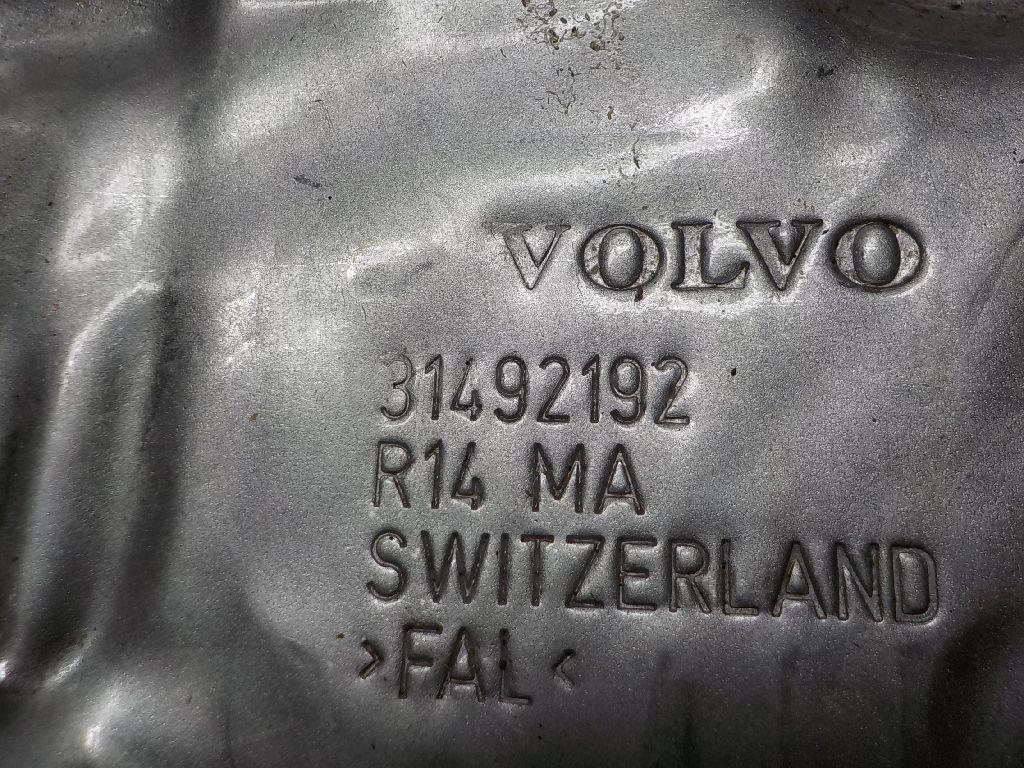 VOLVO
31492192
R14 MA
SWITZERLAND
>FAL<